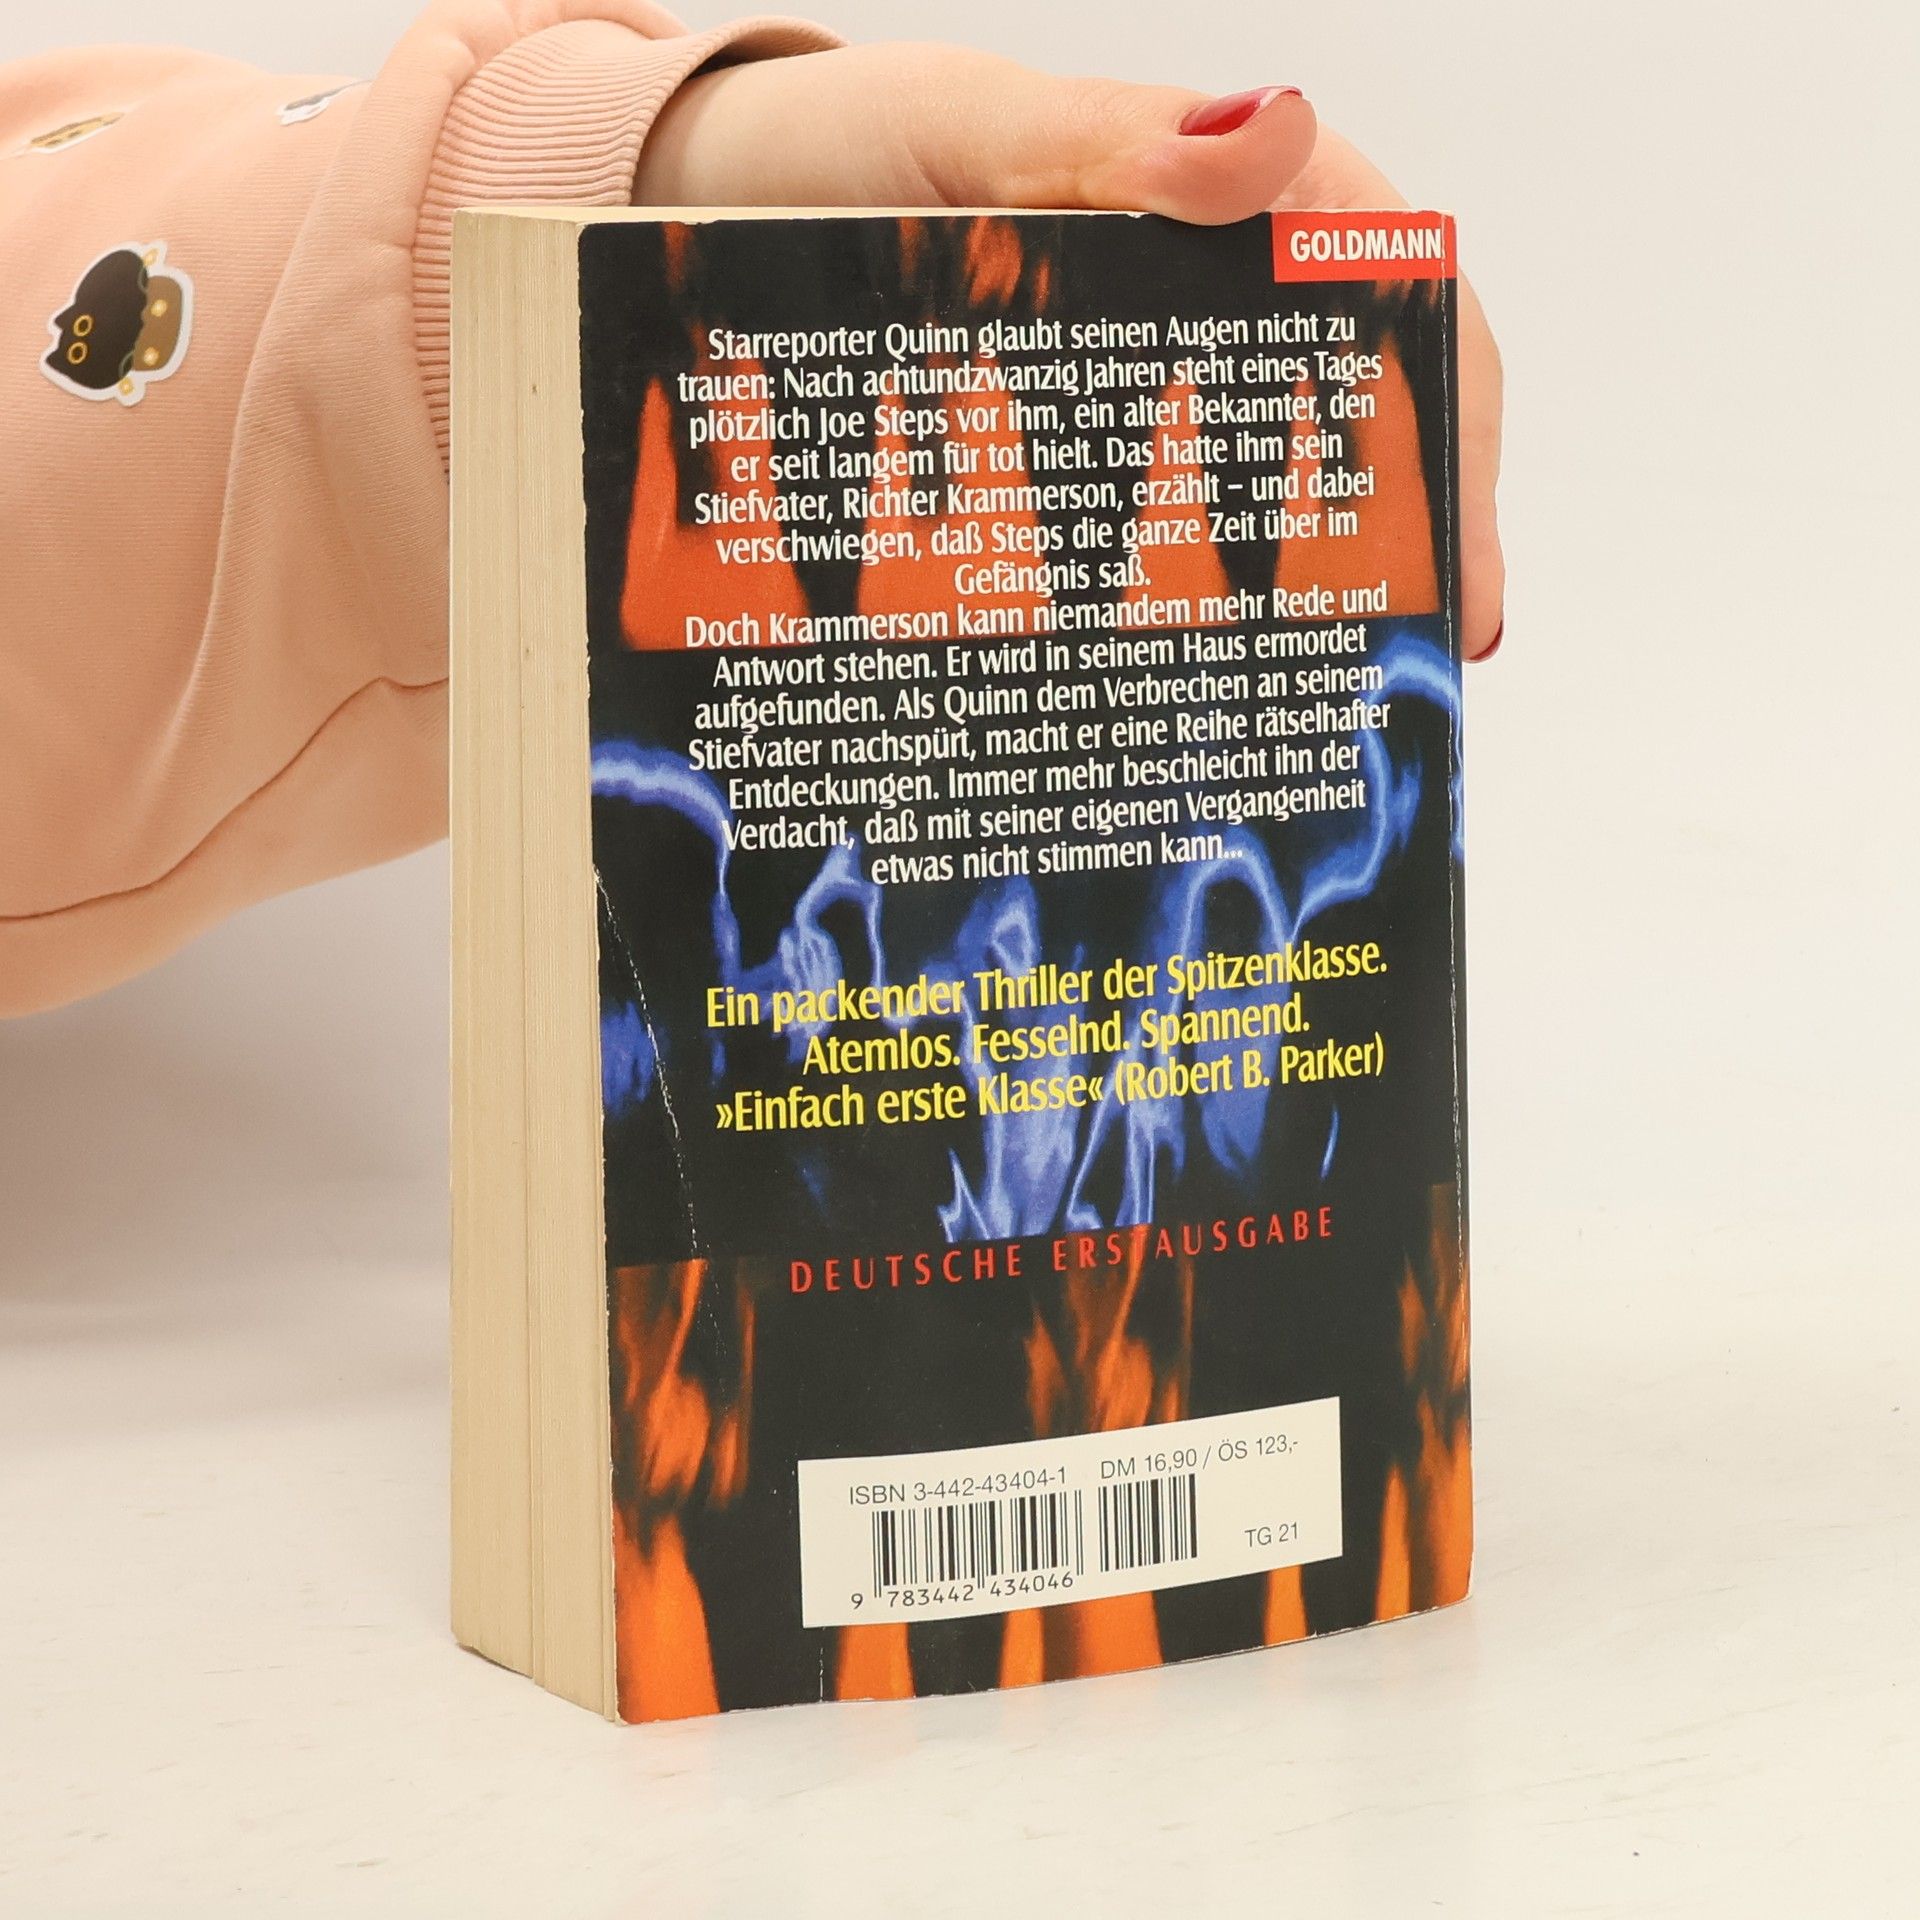 GOLDMANN
Starreporter Quinn glaubt seinen Augen nicht zu
trauen: Nach achtundzwanzig Jahren steht eines Tages
plötzlich Joe Steps vor ihm, ein alter Bekannter, den
er seit langem für tot hielt. Das hatte ihm sein
Stiefvater, Richter Krammerson, erzählt – und dabei
verschwiegen, daß Steps die ganze Zeit über im
Gefängnis saß.
Doch Krammerson kann niemandem mehr Rede und
Antwort stehen. Er wird in seinem Haus ermordet
aufgefunden. Als Quinn dem Verbrechen an seinem
Stiefvater nachspürt, macht er eine Reihe rätselhafter
Entdeckungen. Immer mehr beschleicht ihn der
Verdacht, daß mit seiner eigenen Vergangenheit
etwas nicht stimmen kann...
Ein packender Thriller der Spitzenklasse.
Atemlos. Fesselnd. Spannend.
»Einfach erste Klasse« (Robert B. Parker)
DEUTSCHE ERSTAUSGABE
ISBN 3-442-43404-1 DM 16,90 / ÖS 123,-
TG 21
9 783442 434046